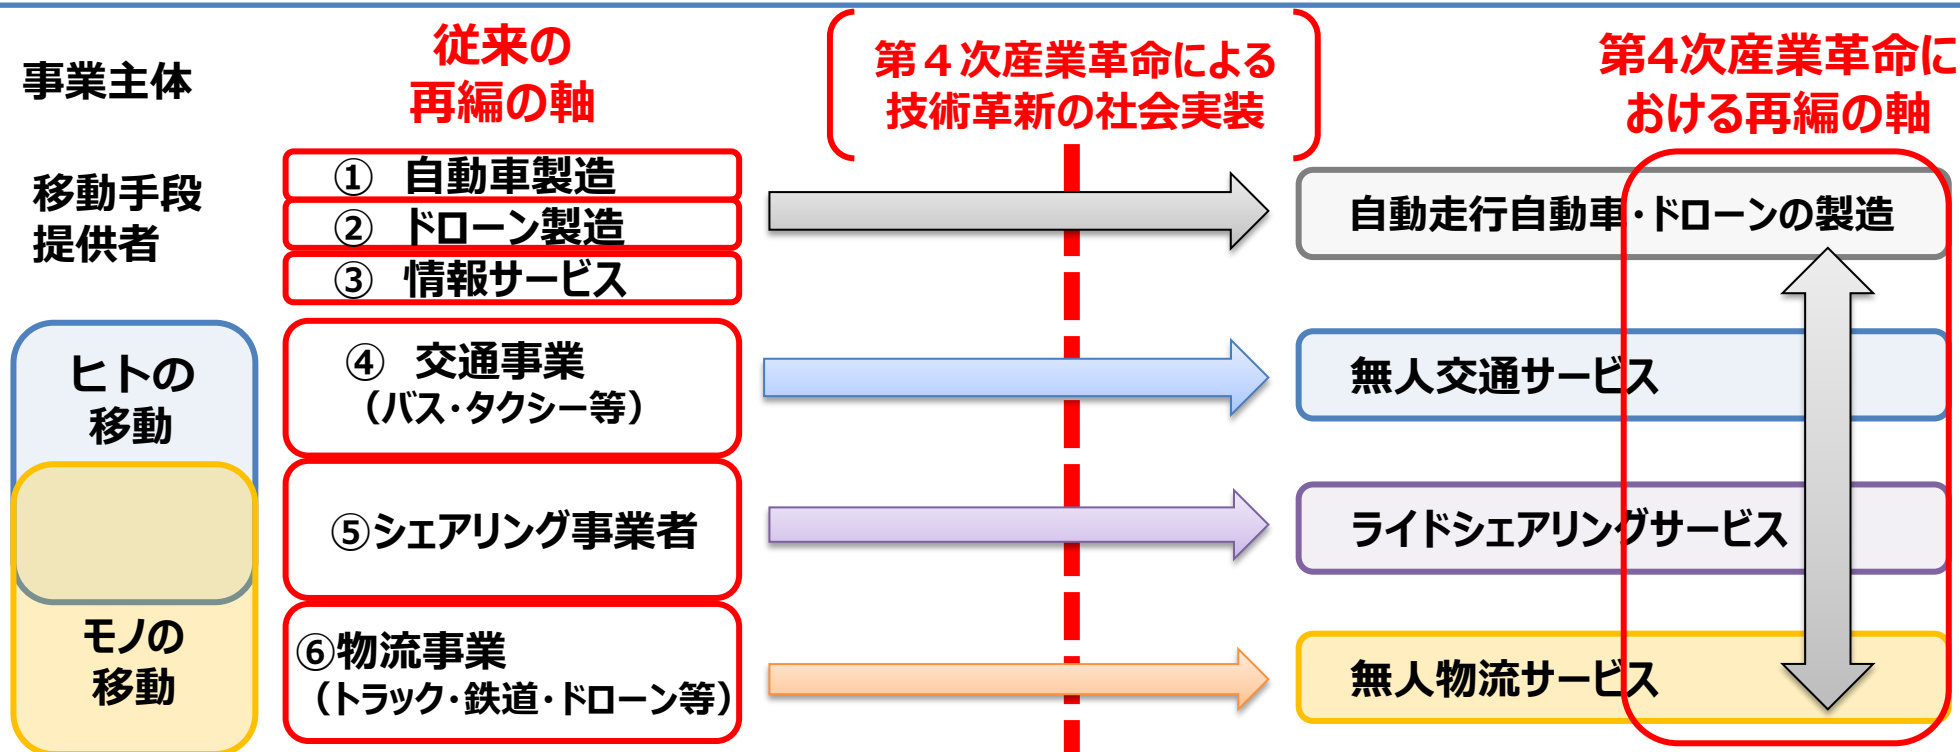 事業主体
従来の
再編の軸
第４次産業革命による
技術革新の社会実装
第4次産業革命に
おける再編の軸
移動手段
提供者
① 自動車製造
② ドローン製造
③ 情報サービス
自動走行自動車・ドローンの製造
ヒトの
移動
④ 交通事業
（バス・タクシー等）
無人交通サービス
⑤シェアリング事業者
ライドシェアリングサービス
モノの
移動
⑥物流事業
（トラック・鉄道・ドローン等）
無人物流サービス